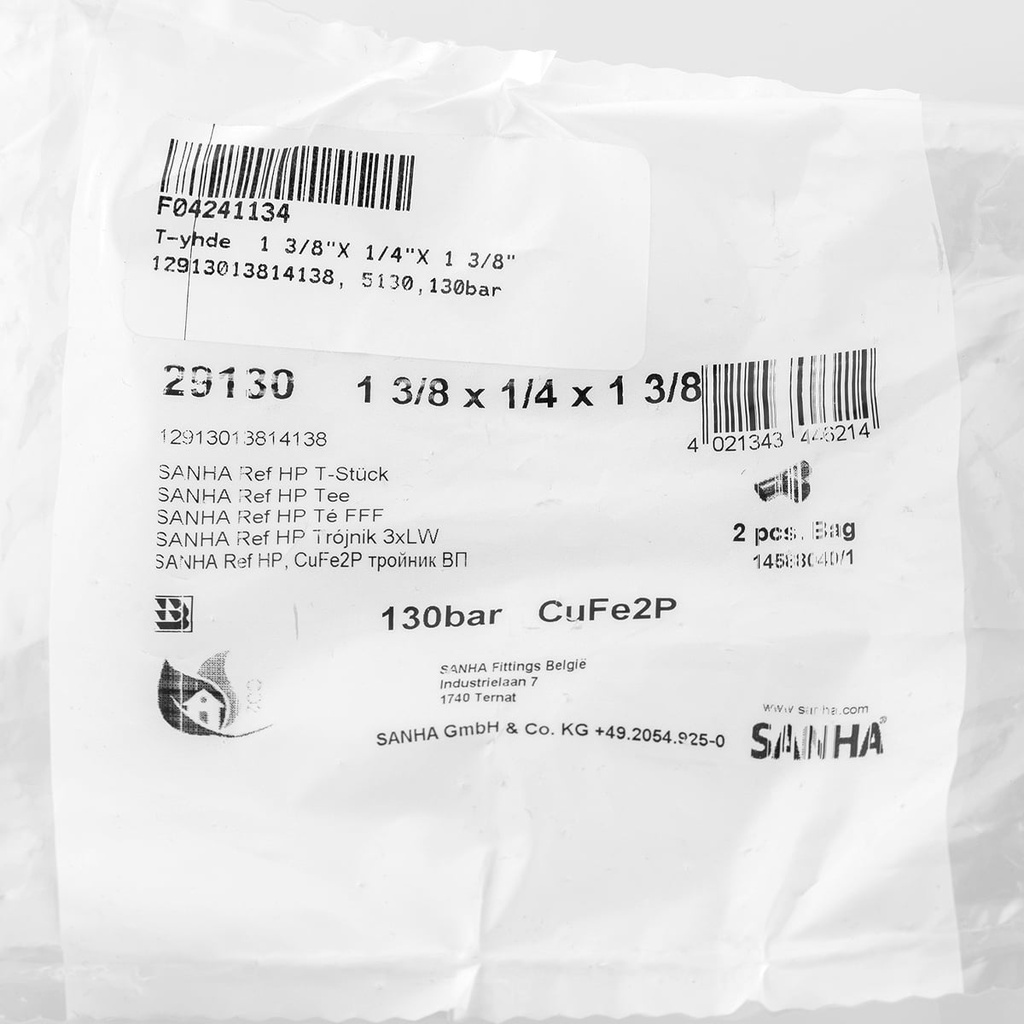 F04241134
T-yhde 1 3/8"X 1/4"X 1 3/8"
12913013814138, 5130,130bar
29130 1 3/8 x 1/4 x 1 3/8
4 021343 446214
12913013814138
SANHA Ref HP T-Stück
SANHA Ref HP Tee
SANHA Ref HP Té FFF
SANHA Ref HP Trójnik 3xLW
SANHA Ref HP, CuFe2P тройник ВП
2 pcs. Bag
130bar CuFe2P
ECO
SANHA Fittings België
Industrielaan 7
1740 Ternat
SANHA GmbH & Co. KG +49.2054.925-0
www.sanha.com
SANHA®